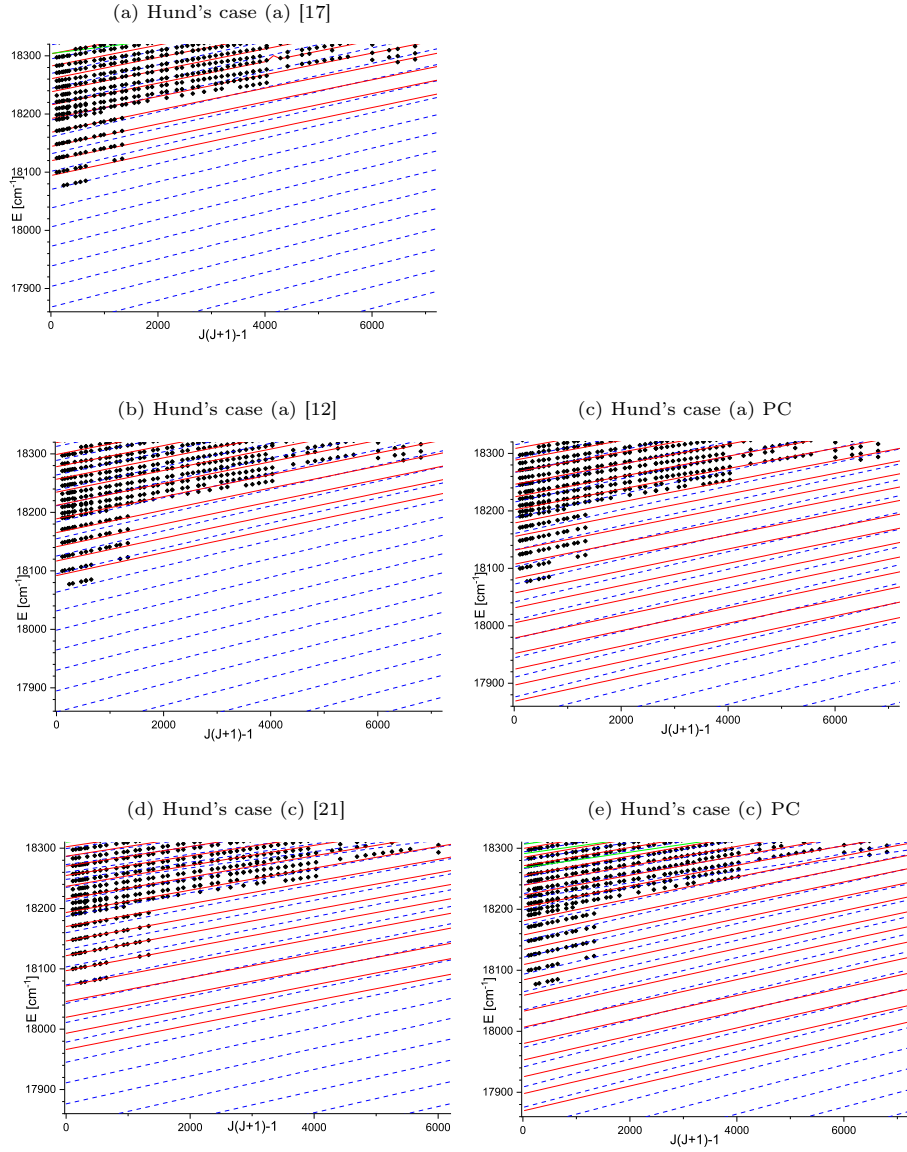 (a) Hund's case (a) [17]
18300
18200
18100
18000
17900
E [cm⁻¹]
0 2000 4000 6000
J(J+1)-1
(b) Hund's case (a) [12]
18300
18200
18100
18000
17900
E [cm⁻¹]
0 2000 4000 6000
J(J+1)-1
(c) Hund's case (a) PC
18300
18200
18100
18000
17900
E [cm⁻¹]
0 2000 4000 6000
J(J+1)-1
(d) Hund's case (c) [21]
18300
18200
18100
18000
17900
E [cm⁻¹]
0 2000 4000 6000
J(J+1)-1
(e) Hund's case (c) PC
18300
18200
18100
18000
17900
E [cm⁻¹]
0 2000 4000 6000
J(J+1)-1